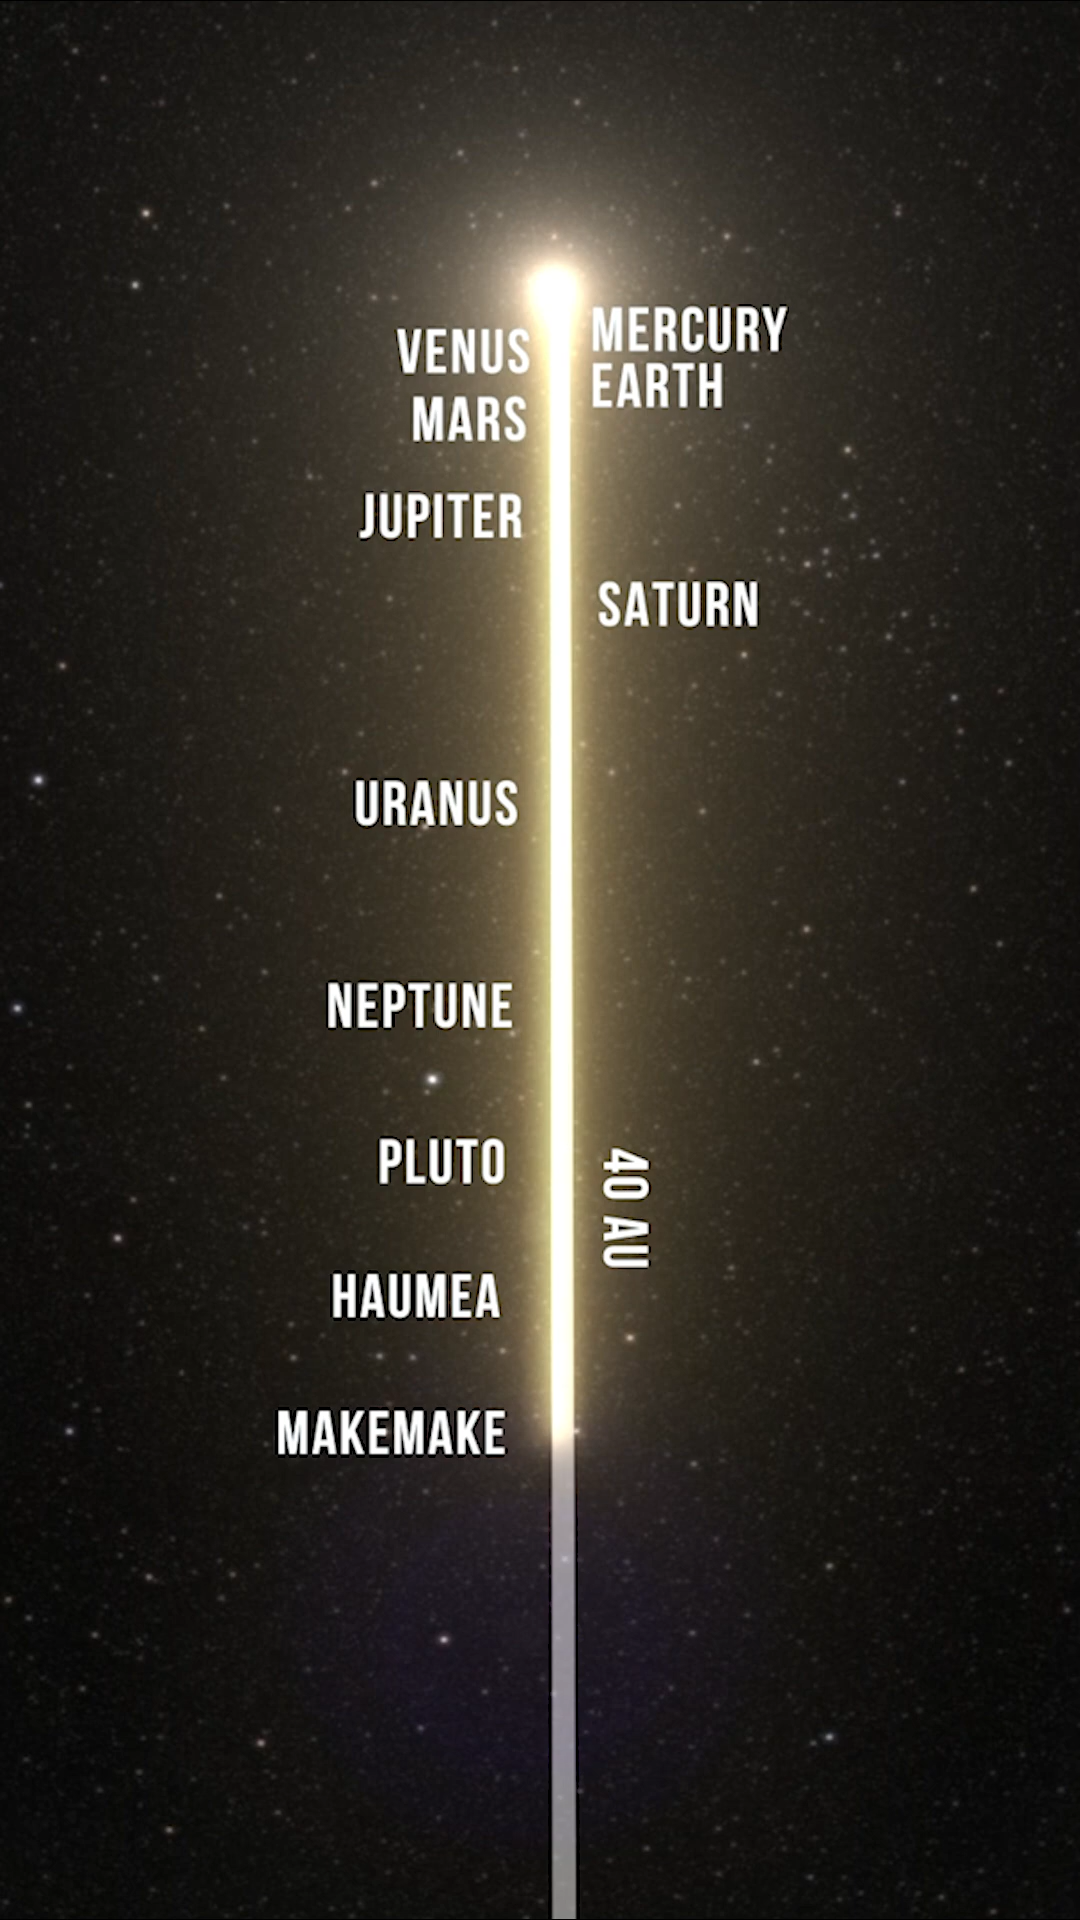 MERCURY
VENUS
EARTH
MARS
JUPITER
SATURN
URANUS
NEPTUNE
PLUTO
40 AU
HAUMEA
MAKEMAKE